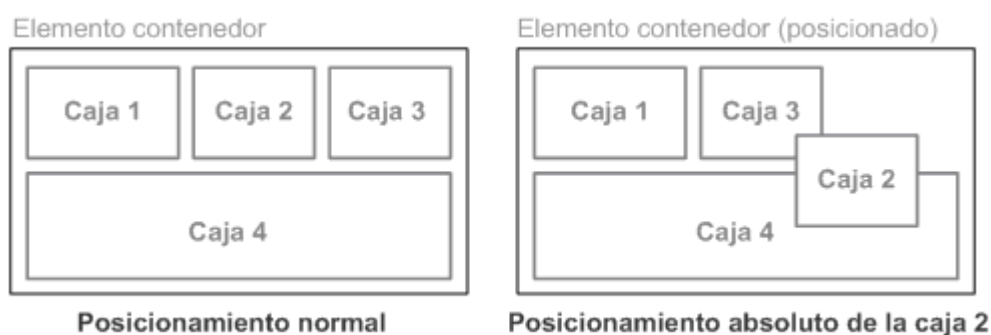 Elemento contenedor
Caja 1
Caja 2
Caja 3
Caja 4
Posicionamiento normal
Elemento contenedor (posicionado)
Caja 1
Caja 3
Caja 2
Caja 4
Posicionamiento absoluto de la caja 2